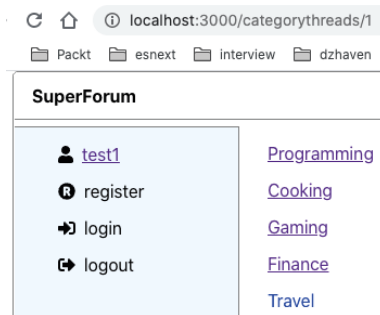 localhost:3000/categorythreads/1
Packt esnext interview dzhaven
SuperForum
test1
register
login
logout
Programming
Cooking
Gaming
Finance
Travel